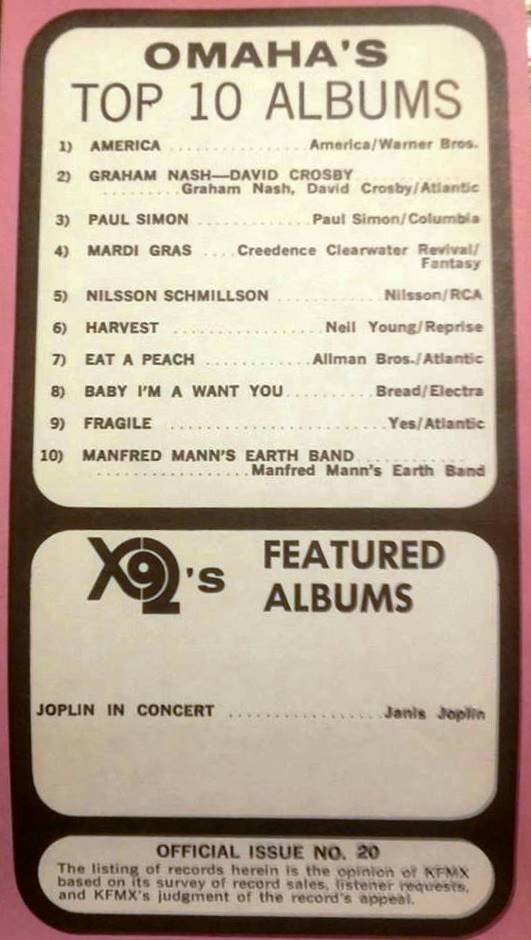 OMAHA'S
TOP 10 ALBUMS
1) AMERICA ................ America/Warner Bros.
2) GRAHAM NASH—DAVID CROSBY ............
......... Graham Nash, David Crosby/Atlantic
3) PAUL SIMON ............ Paul Simon/Columbia
4) MARDI GRAS .... Creedence Clearwater Revival/
Fantasy
5) NILSSON SCHMILLSON ............ Nilsson/RCA
6) HARVEST ................ Neil Young/Reprise
7) EAT A PEACH ............ Allman Bros./Atlantic
8) BABY I'M A WANT YOU .......... Bread/Electra
9) FRAGILE ........................ Yes/Atlantic
10) MANFRED MANN'S EARTH BAND ............
................ Manfred Mann's Earth Band
X92's FEATURED
ALBUMS
JOPLIN IN CONCERT ................ Janis Joplin
OFFICIAL ISSUE NO. 20
The listing of records herein is the opinion of KFMX
based on its survey of record sales, listener requests,
and KFMX's judgment of the record's appeal.